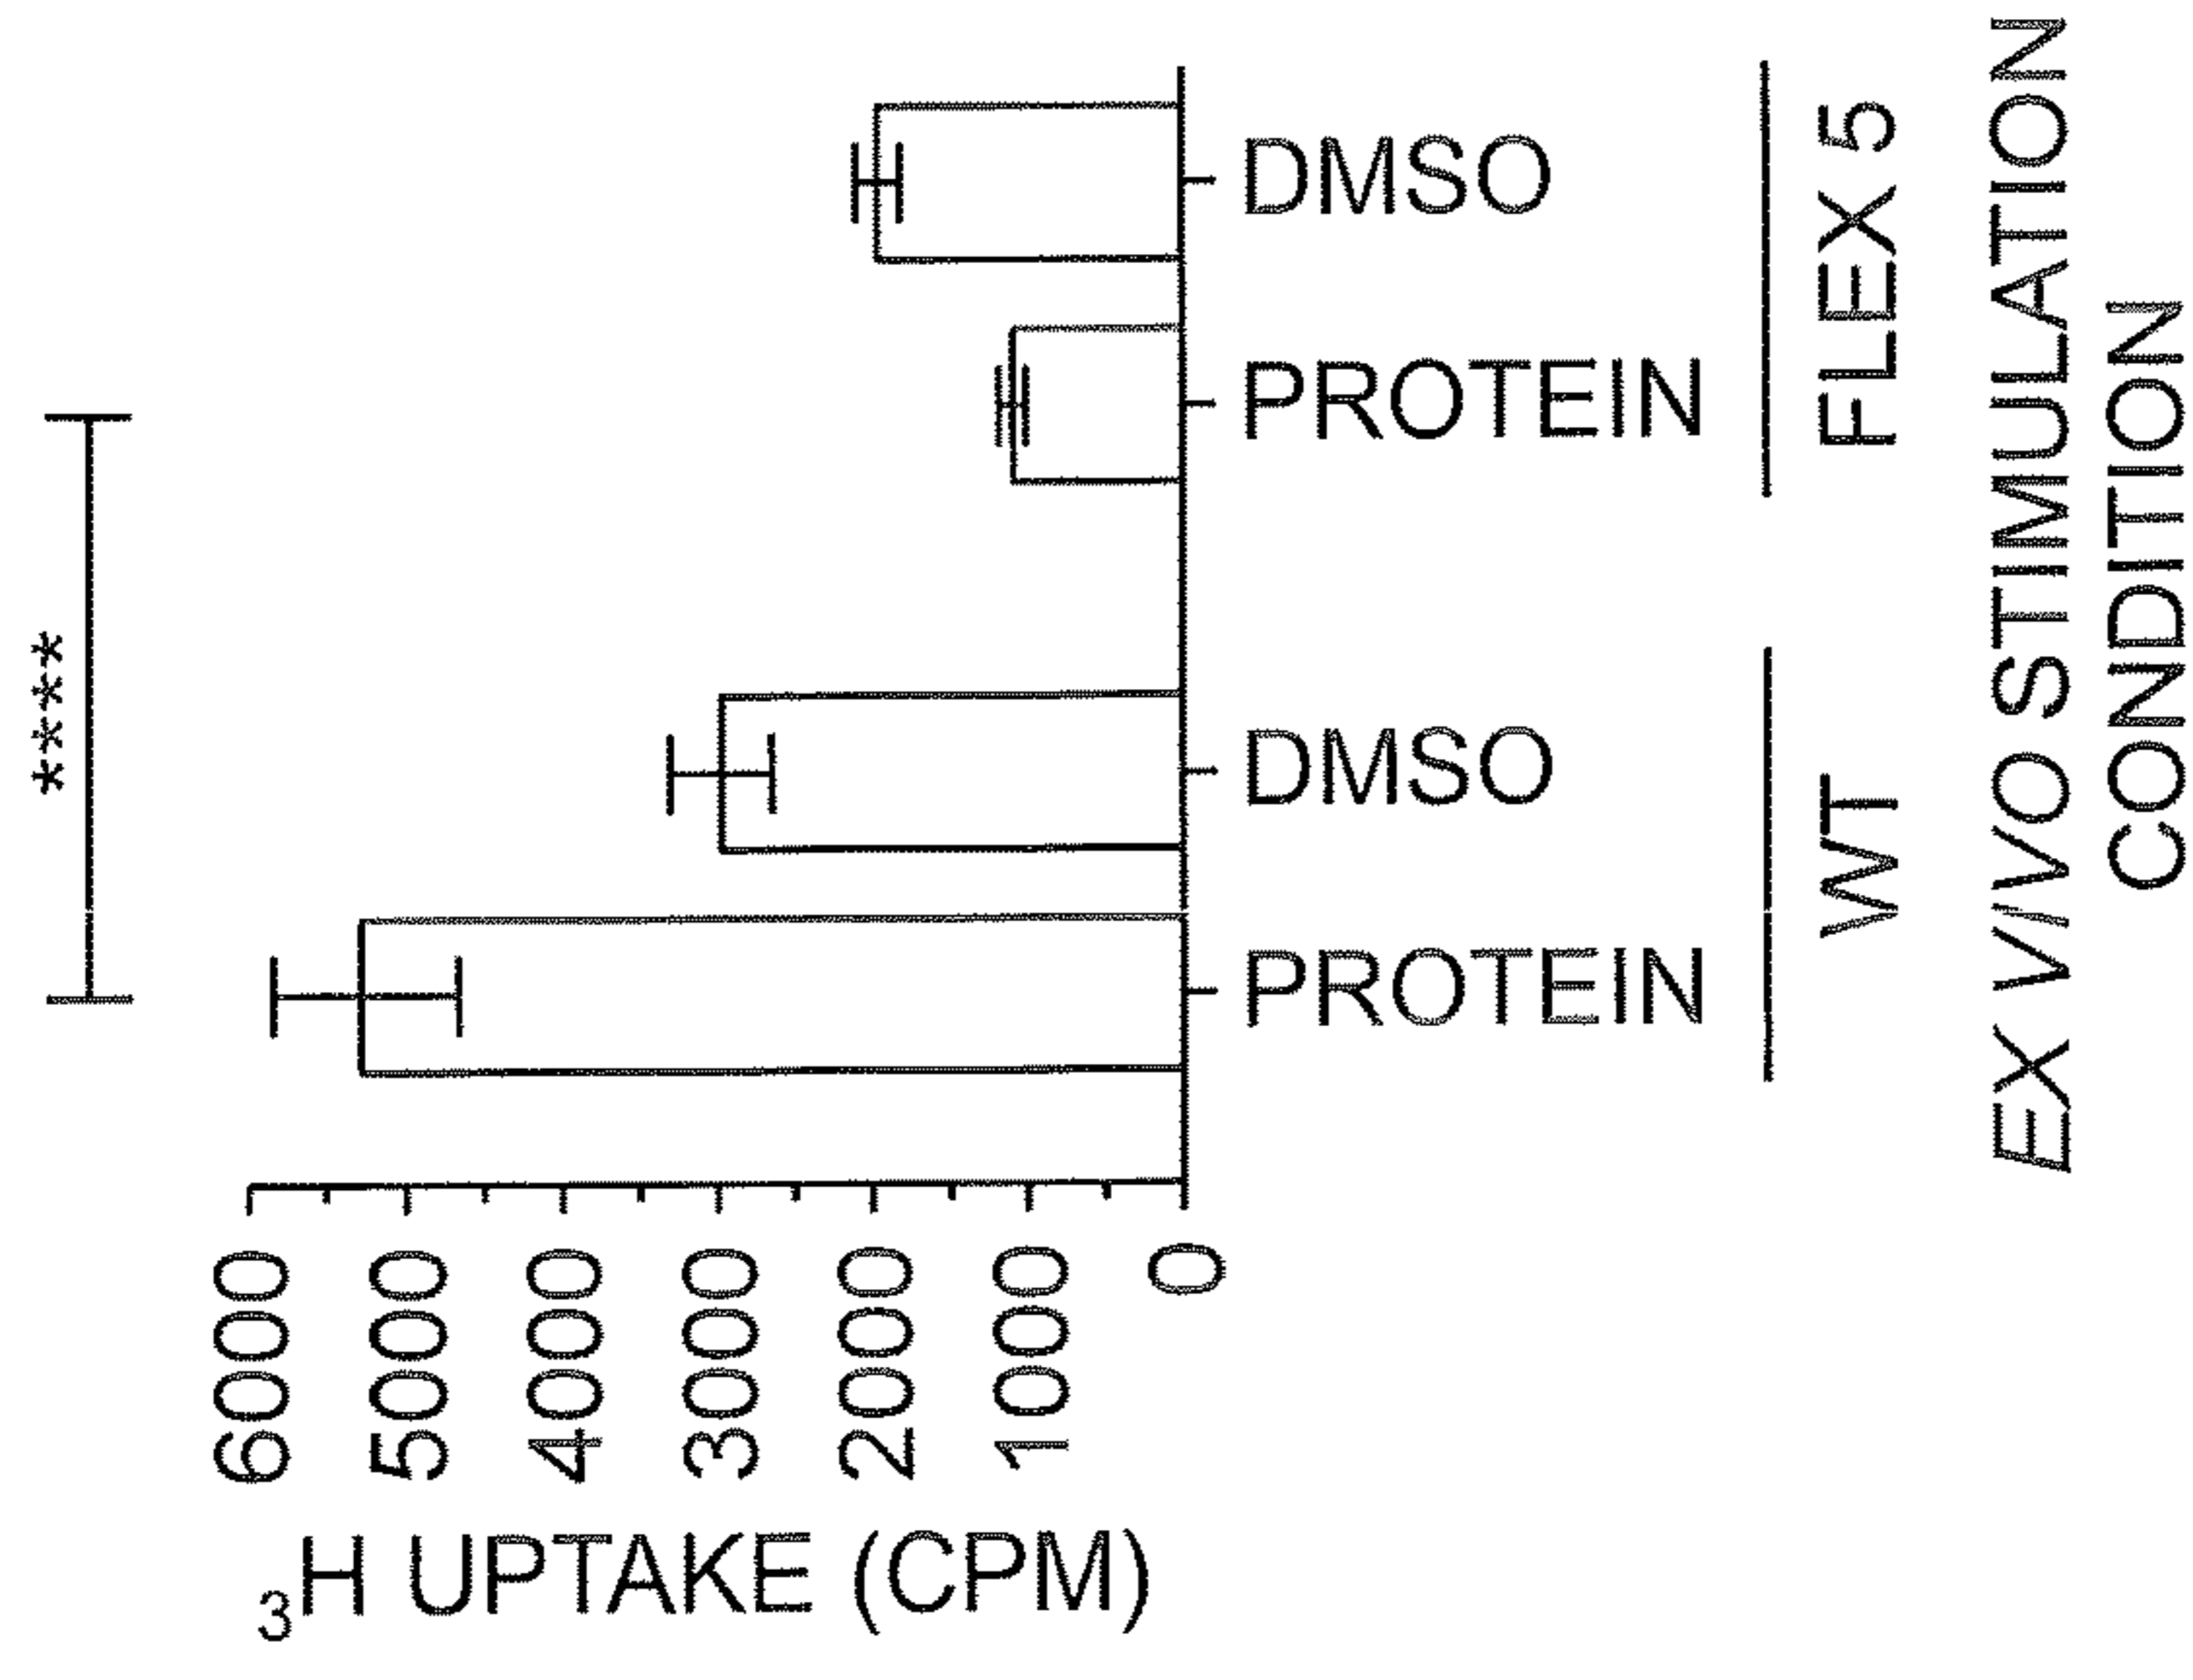 ****
³H UPTAKE (CPM)
6000
5000
4000
3000
2000
1000
0
PROTEIN
DMSO
PROTEIN
DMSO
WT
FLEX 5
EX VIVO STIMULATION
CONDITION